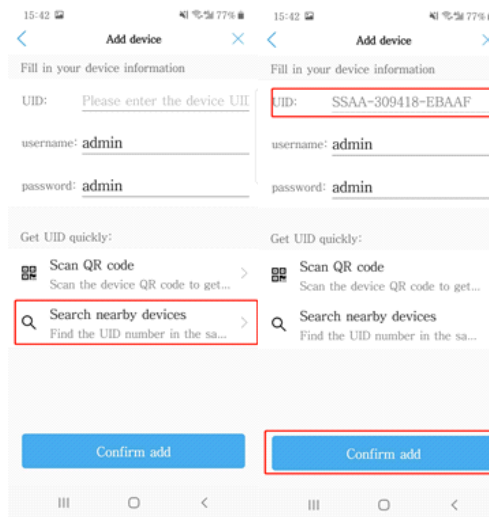 15:42 77%
Add device
Fill in your device information
UID: Please enter the device UII
username: admin
password: admin
Get UID quickly:
Scan QR code
Scan the device QR code to get...
Search nearby devices
Find the UID number in the sa...
Confirm add
15:42 77%
Add device
Fill in your device information
UID: SSAA-309418-EBAAF
username: admin
password: admin
Get UID quickly:
Scan QR code
Scan the device QR code to get...
Search nearby devices
Find the UID number in the sa...
Confirm add